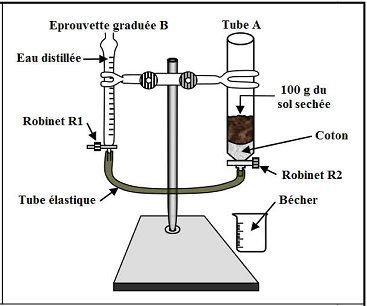 Eprouvette graduée B
Tube A
Eau distillée
100 g du
sol sechée
Robinet R1
Coton
Robinet R2
Tube élastique
Bécher